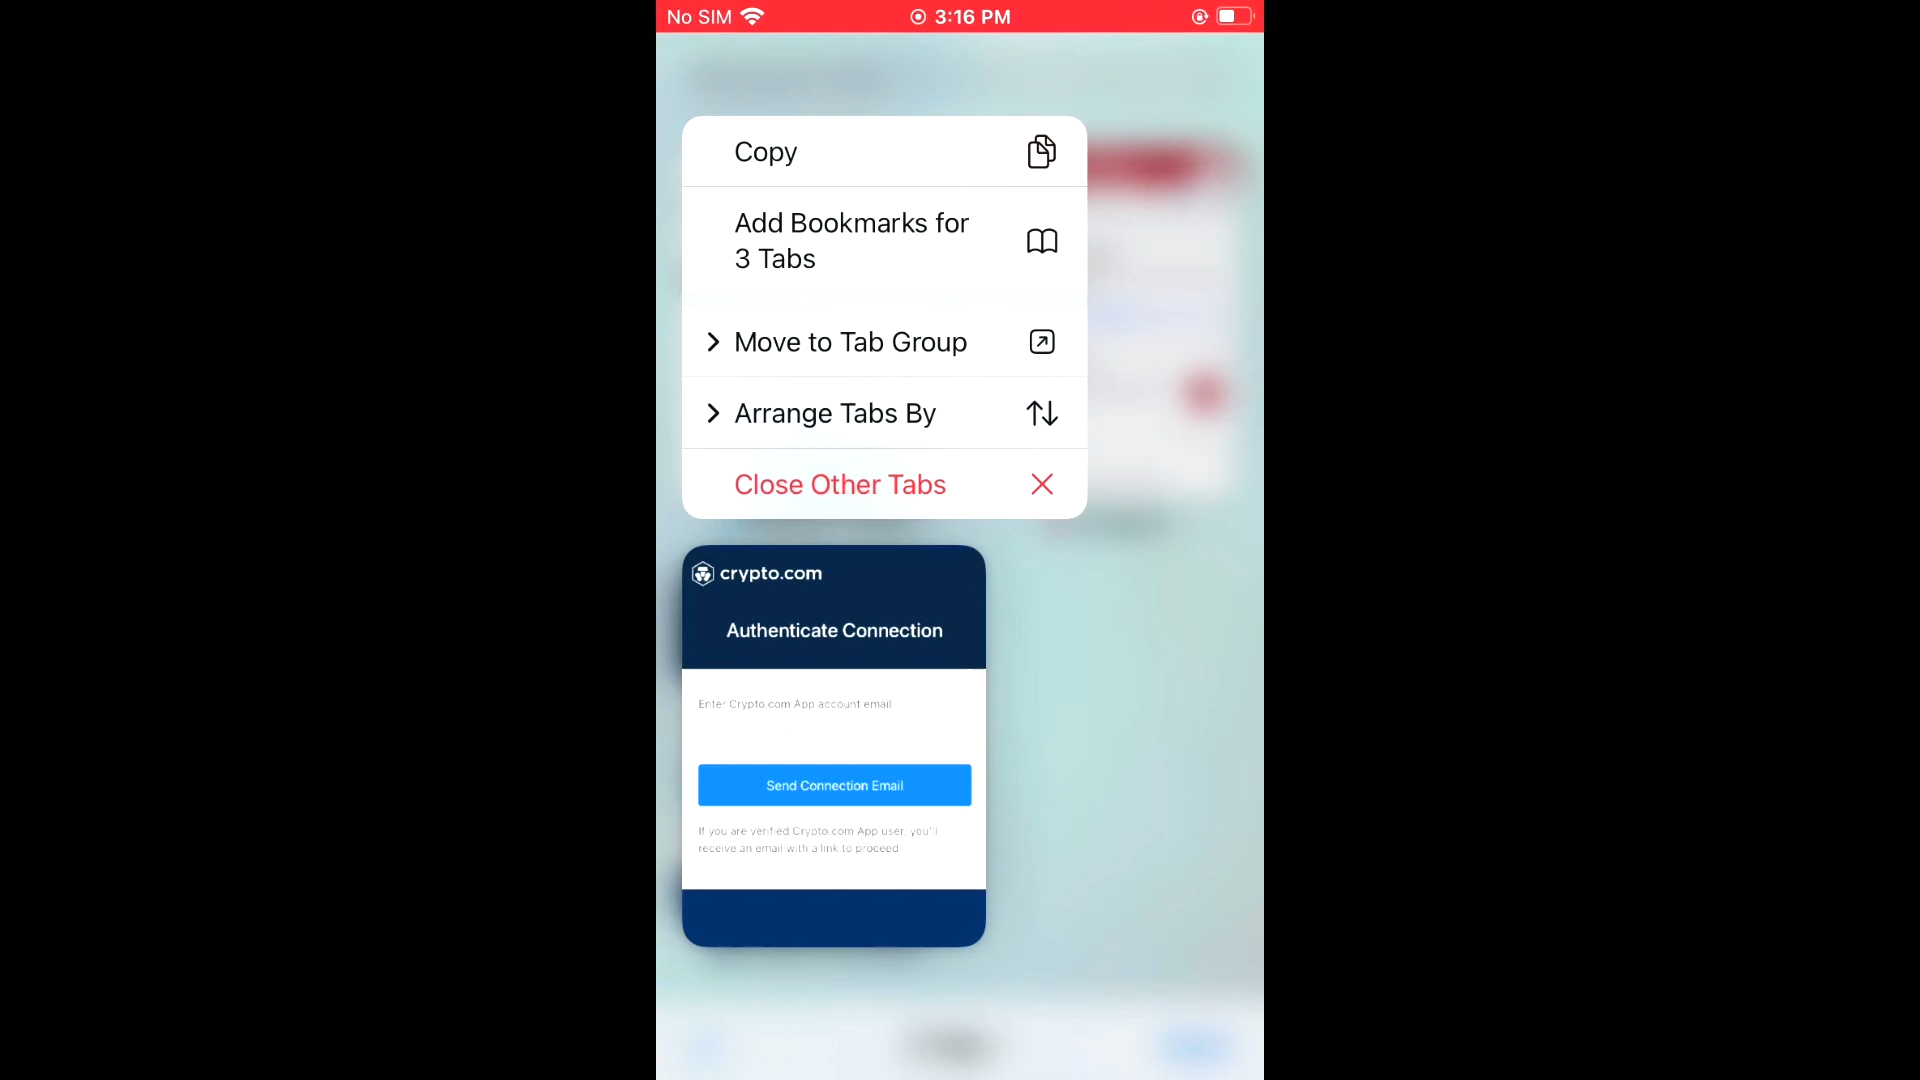 No SIM 3:16 PM
Copy
Add Bookmarks for
3 Tabs
Move to Tab Group
Arrange Tabs By
Close Other Tabs
crypto.com
Authenticate Connection
Enter Crypto.com App account email
Send Connection Email
If you are verified Crypto.com App user, you'll
receive an email with a link to proceed